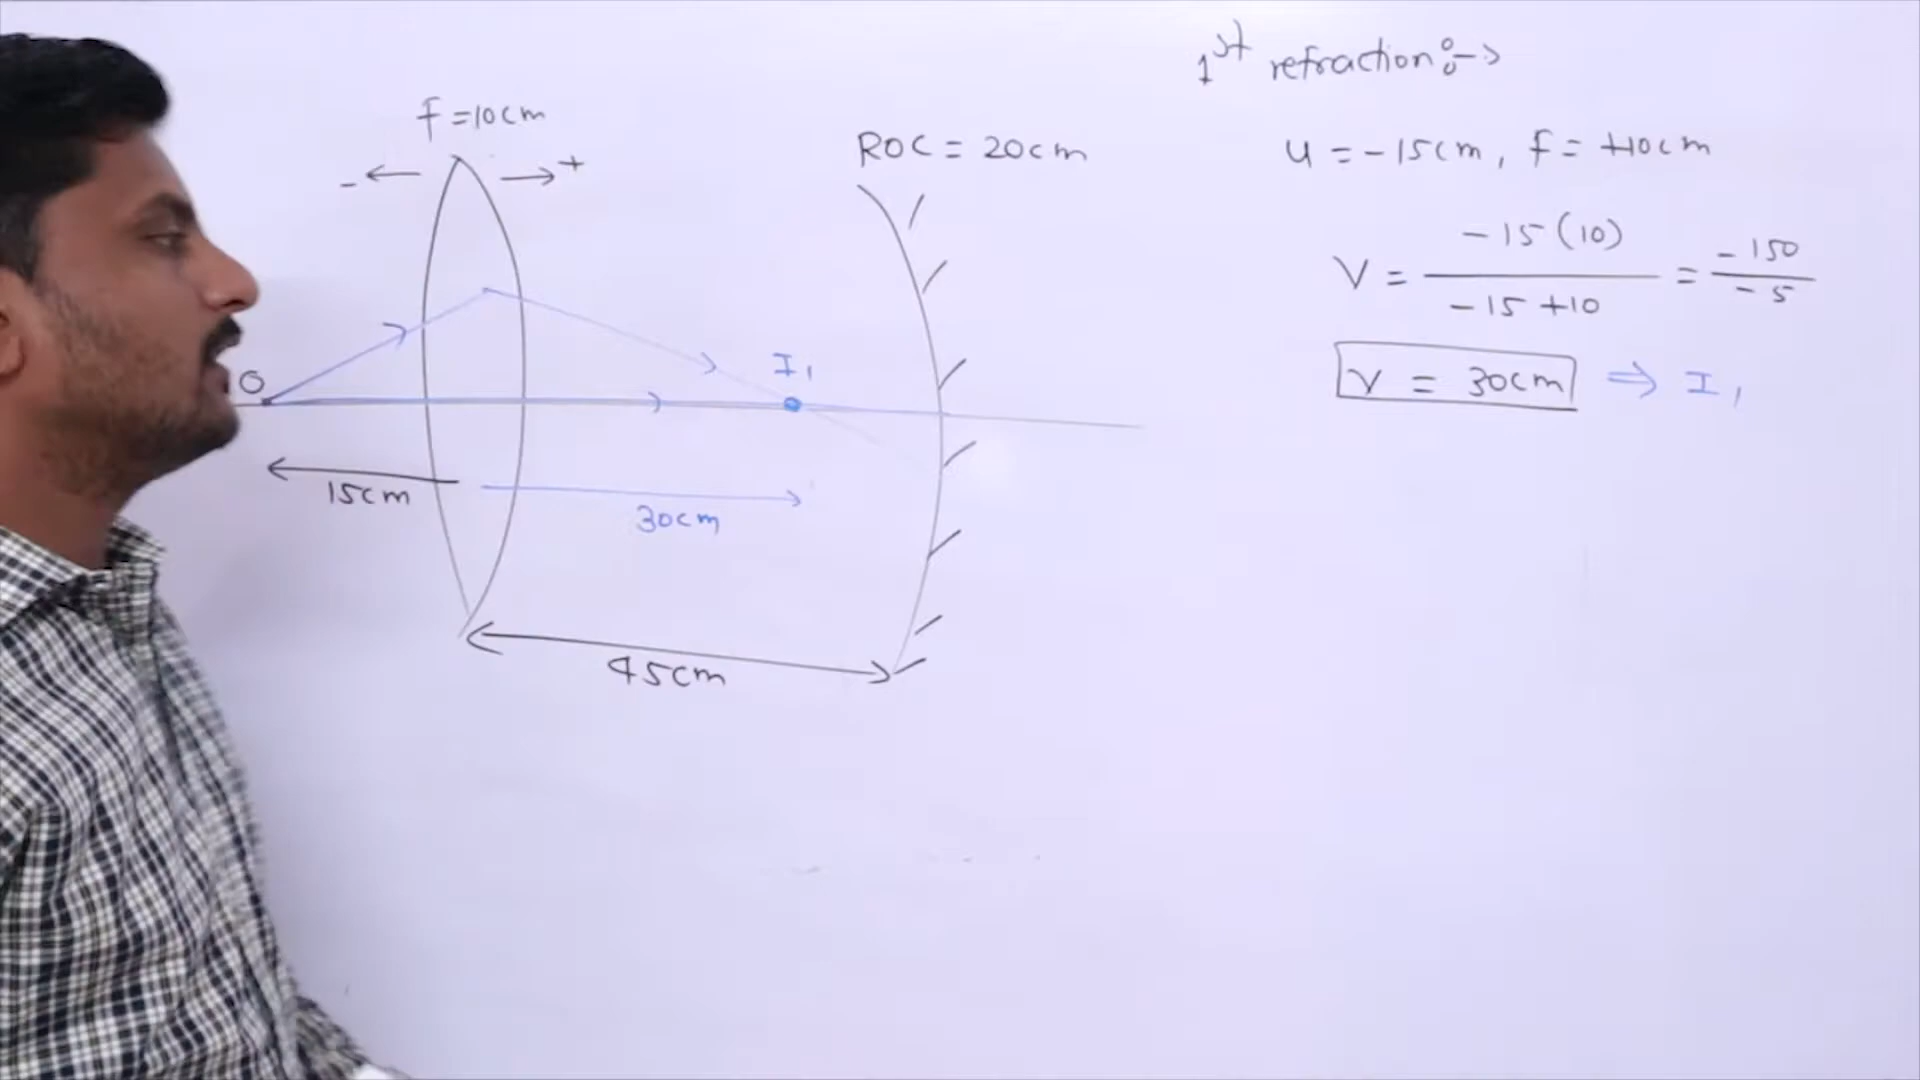 1st refraction:->
F = 10cm
ROC = 20cm
u = -15cm, f = +10cm
- +
V = -15(10) / -15+10 = -150 / -5
O
I1
V = 30cm ⇒ I1
15cm
30cm
45cm